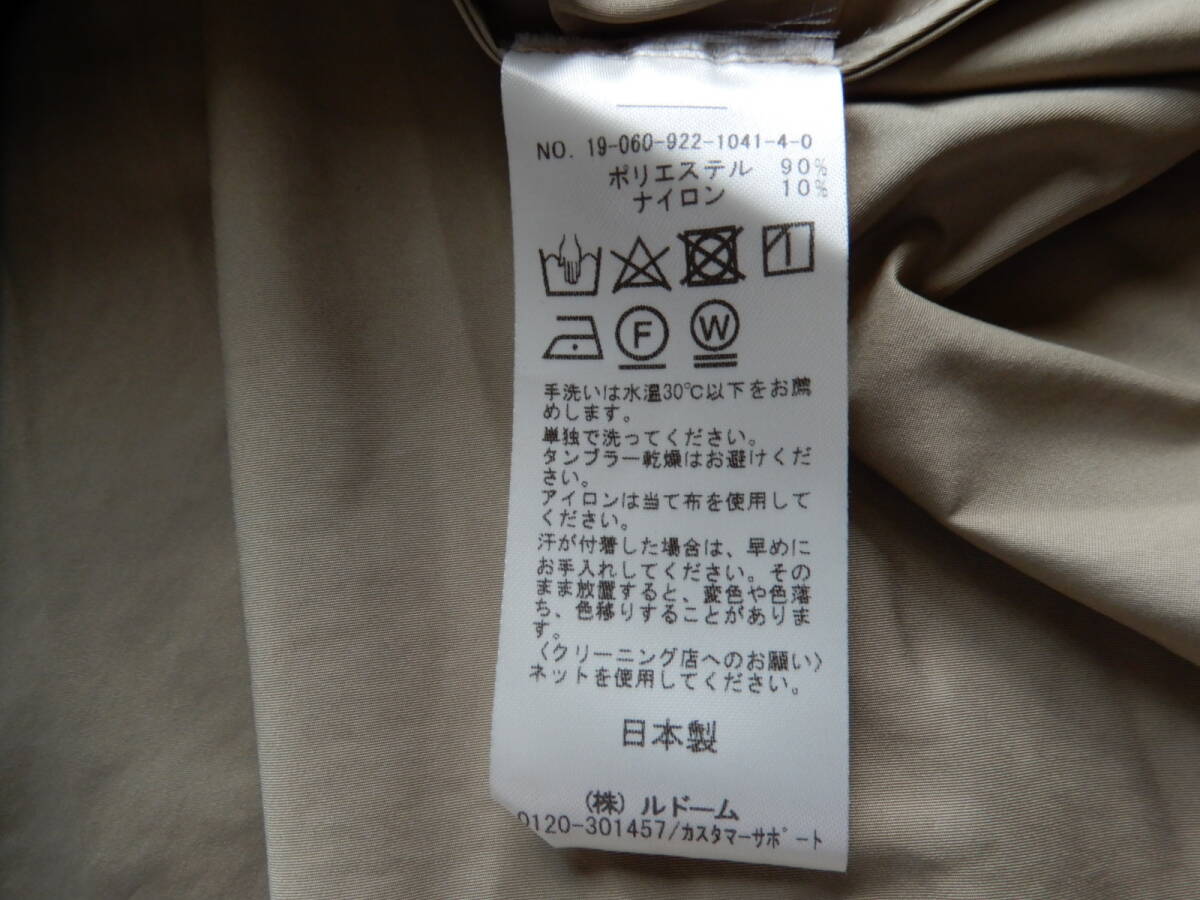 NO. 19-060-922-1041-4-0
ポリエステル 90%
ナイロン 10%
F W
手洗いは水温30℃以下をお薦
めします。
単独で洗ってください。
タンブラー乾燥はお避けくだ
さい。
アイロンは当て布を使用して
ください。
汗が付着した場合は、早めに
お手入れしてください。その
まま放置すると、変色や色落
ち、色移りすることがありま
す。
〈クリーニング店へのお願い〉
ネットを使用してください。
日本製
(株) ルドーム
0120-301457/カスタマーサポート